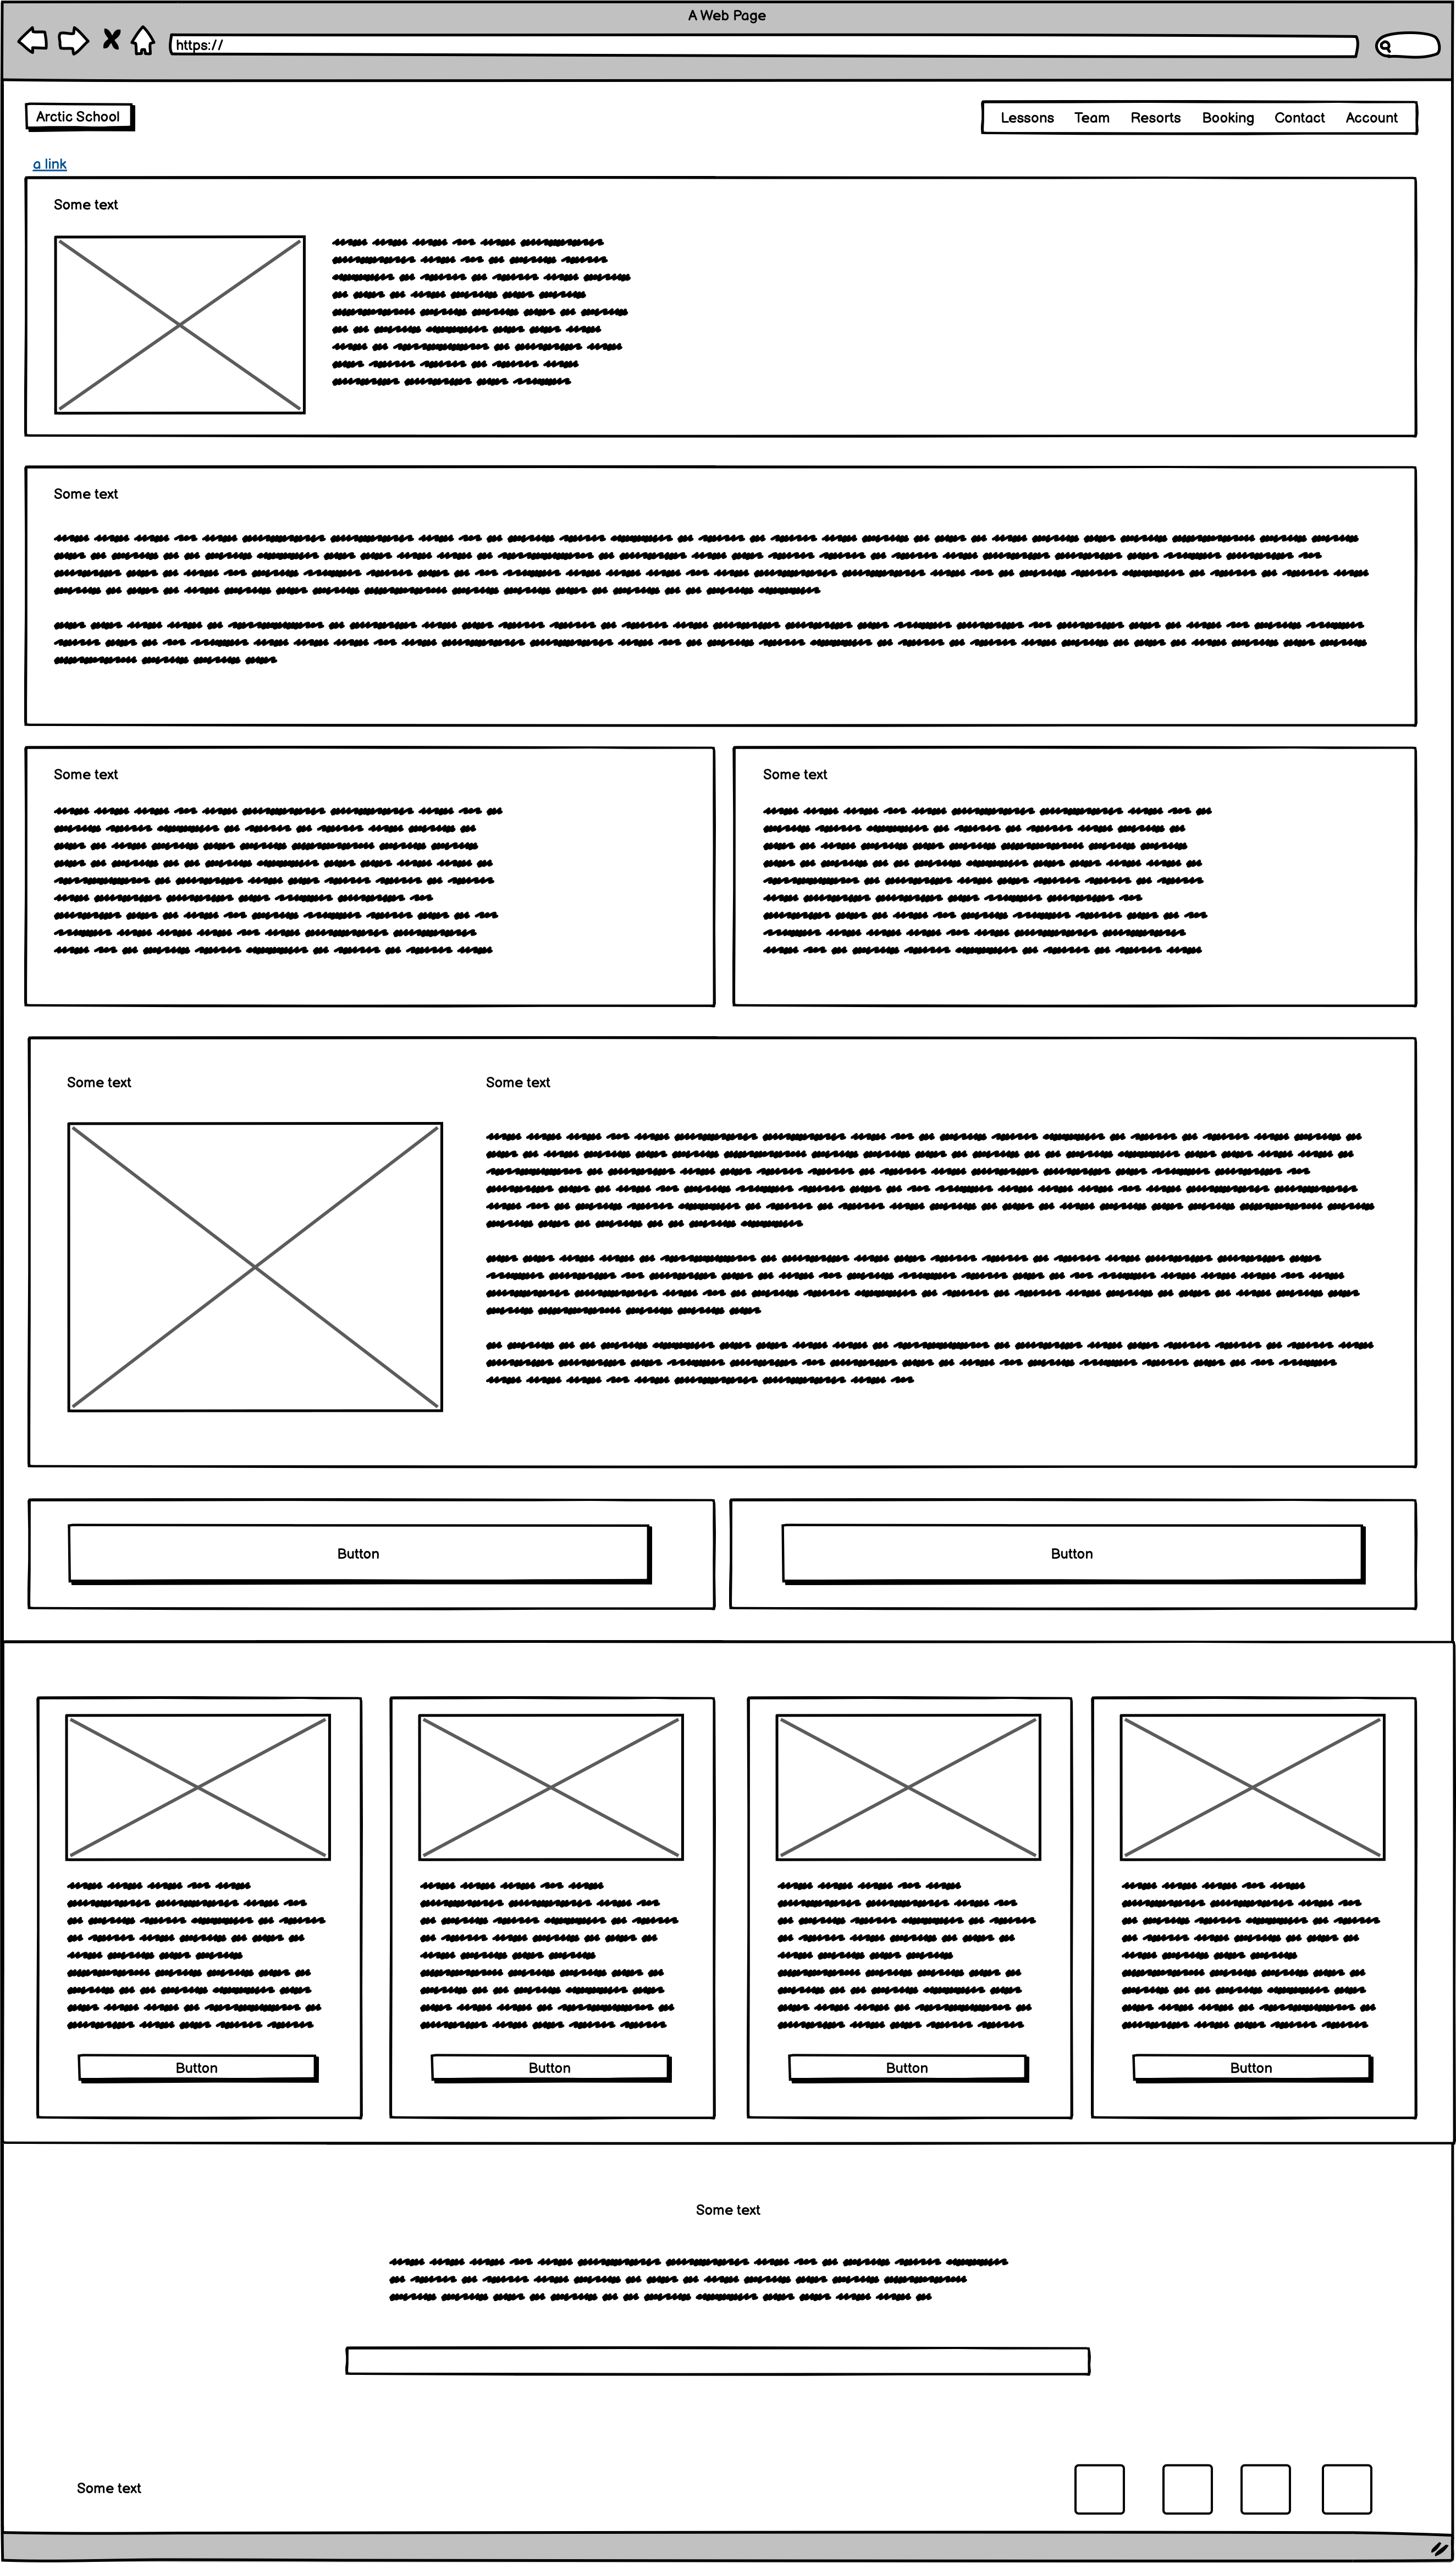 A Web Page
https://
Arctic School
Lessons Team Resorts Booking Contact Account
a link
Some text
Some text
Some text
Some text
Some text
Some text
Button
Button
Button
Button
Button
Button
Some text
Some text